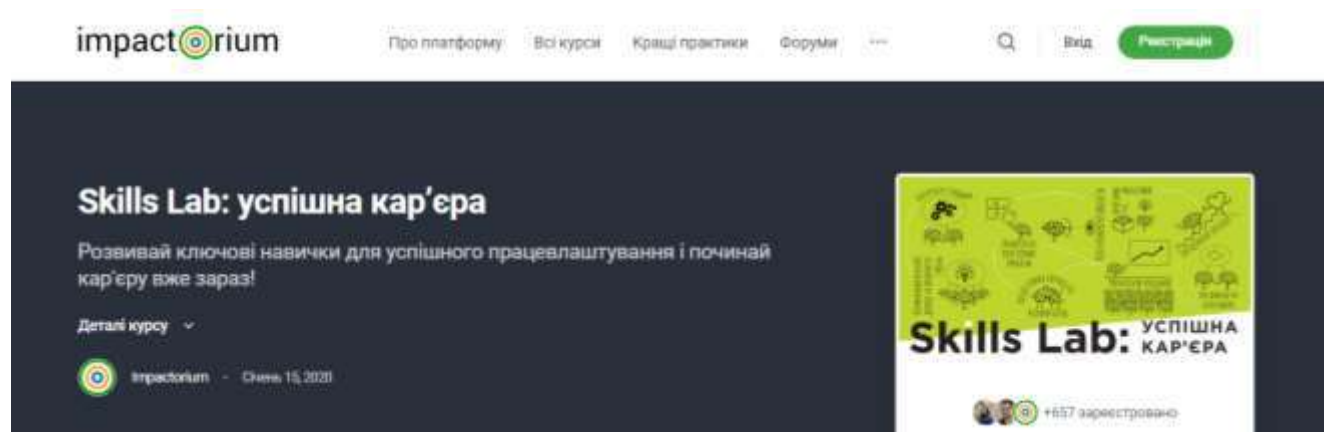 impactorium
Про платформу Всі курси Кращі практики Форуми ··· Вхід Реєстрація
Skills Lab: успішна кар’єра
Розвивай ключові навички для успішного працевлаштування і починай
кар'єру вже зараз!
Деталі курсу
Impactorium - Січень 15, 2020
Skills Lab: УСПІШНА
КАР'ЄРА
+657 зареєстровано